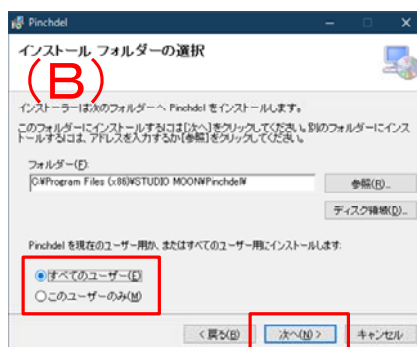 Pinchdel
インストール フォルダーの選択
(B)
インストーラーは次のフォルダーへ Pinchdel をインストールします。
このフォルダーにインストールするには[次へ]をクリックしてください。別のフォルダーにインス
トールするには、アドレスを入力するか[参照]をクリックしてください。
フォルダー(F):
C:¥Program Files (x86)¥STUDIO MOON¥Pinchdel¥
参照(R)...
ディスク領域(D)...
Pinchdel を現在のユーザー用か、またはすべてのユーザー用にインストールします:
すべてのユーザー(E)
このユーザーのみ(M)
< 戻る(B)
次へ(N) >
キャンセル